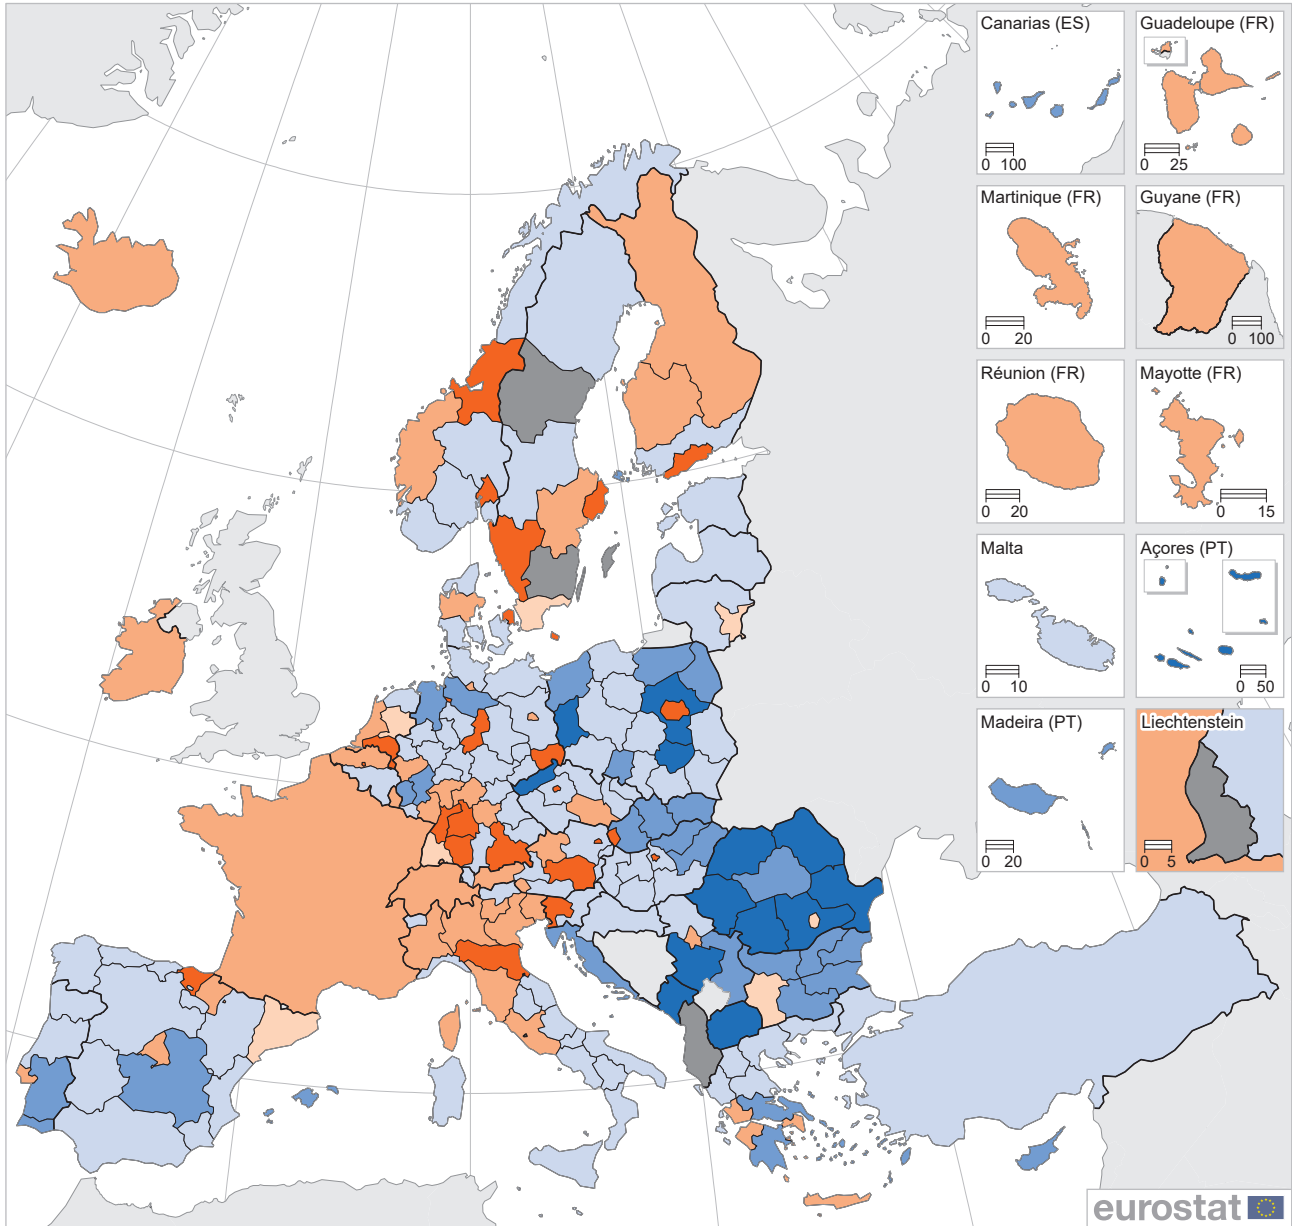 Canarias (ES)
0 100
Guadeloupe (FR)
0 25
Martinique (FR)
0 20
Guyane (FR)
0 100
Réunion (FR)
0 20
Mayotte (FR)
0 15
Malta
0 10
Açores (PT)
0 50
Madeira (PT)
0 20
Liechtenstein
0 5
eurostat